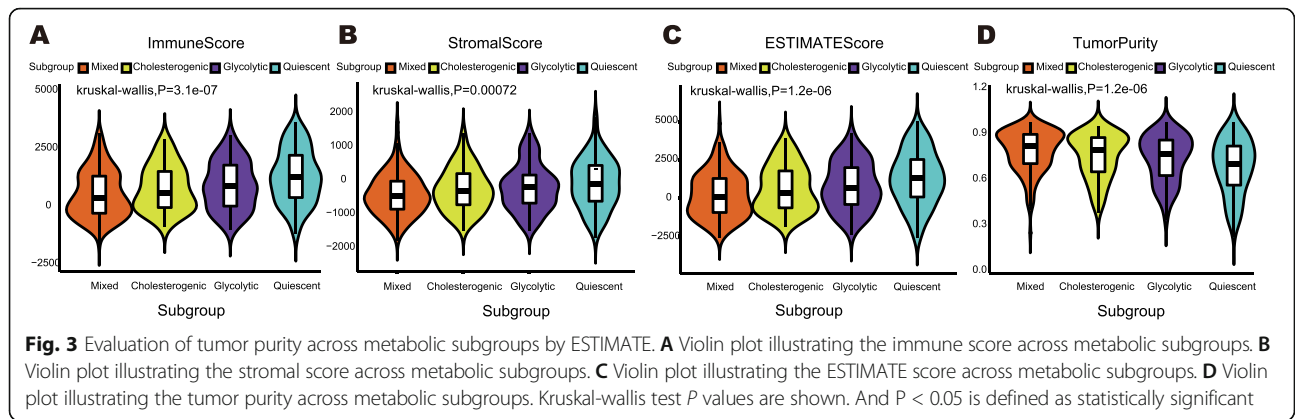 A
ImmuneScore
Subgroup Mixed Cholesterogenic Glycolytic Quiescent
kruskal-wallis,P=3.1e-07
5000
2500
0
−2500
Mixed Cholesterogenic Glycolytic Quiescent
Subgroup
B
StromalScore
Subgroup Mixed Cholesterogenic Glycolytic Quiescent
kruskal-wallis,P=0.00072
2000
1000
0
−1000
−2000
Mixed Cholesterogenic Glycolytic Quiescent
Subgroup
C
ESTIMATEScore
Subgroup Mixed Cholesterogenic Glycolytic Quiescent
kruskal-wallis,P=1.2e-06
5000
2500
0
−2500
Mixed Cholesterogenic Glycolytic Quiescent
Subgroup
D
TumorPurity
Subgroup Mixed Cholesterogenic Glycolytic Quiescent
kruskal-wallis,P=1.2e-06
1.2
0.9
0.6
0.3
0.0
Mixed Cholesterogenic Glycolytic Quiescent
Subgroup
Fig. 3 Evaluation of tumor purity across metabolic subgroups by ESTIMATE. A Violin plot illustrating the immune score across metabolic subgroups. B
Violin plot illustrating the stromal score across metabolic subgroups. C Violin plot illustrating the ESTIMATE score across metabolic subgroups. D Violin
plot illustrating the tumor purity across metabolic subgroups. Kruskal-wallis test P values are shown. And P < 0.05 is defined as statistically significant